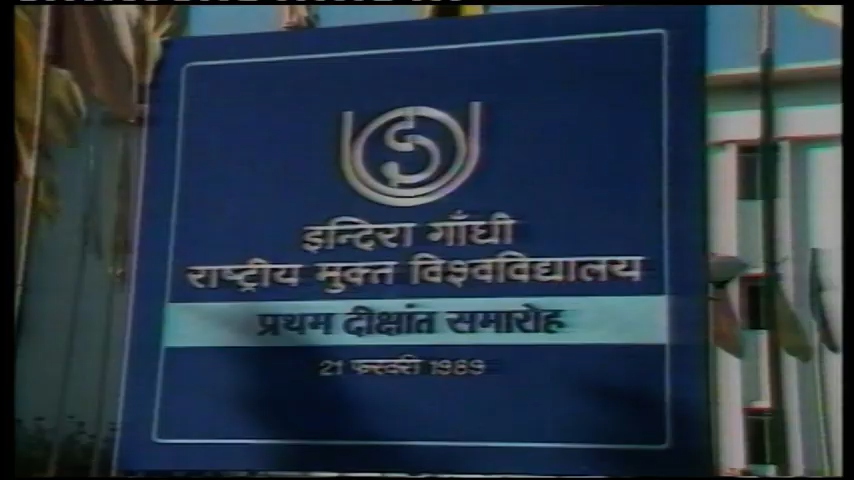 इन्दिरा गाँधी
राष्ट्रीय मुक्त विश्वविद्यालय
प्रथम दीक्षांत समारोह
21 फरवरी 1989